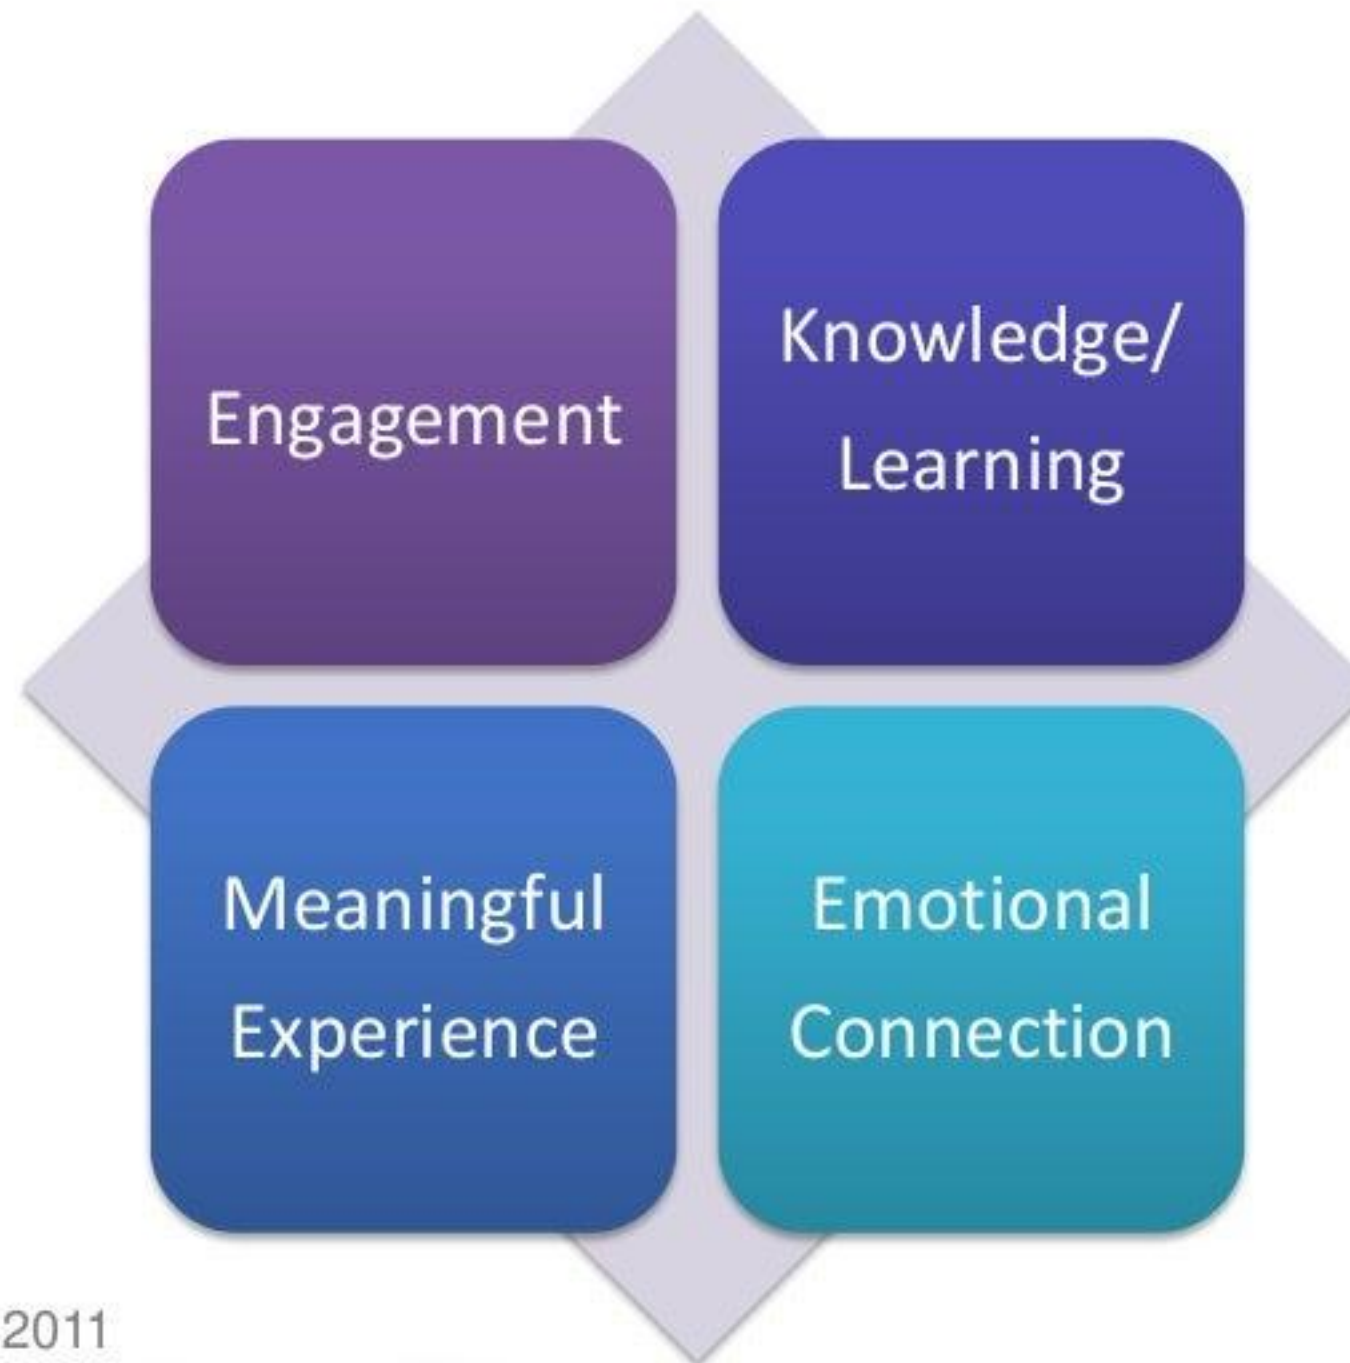 Engagement
Knowledge/
Learning
Meaningful
Experience
Emotional
Connection
2011